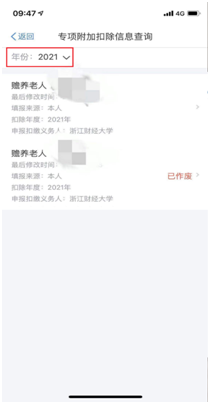 09:47
4G
返回
专项附加扣除信息查询
年份：2021
赡养老人
最后修改时间：
填报来源：本人
扣除年度：2021年
申报扣缴义务人：浙江财经大学
赡养老人
最后修改时间：
填报来源：本人
已作废
扣除年度：2021年
申报扣缴义务人：浙江财经大学